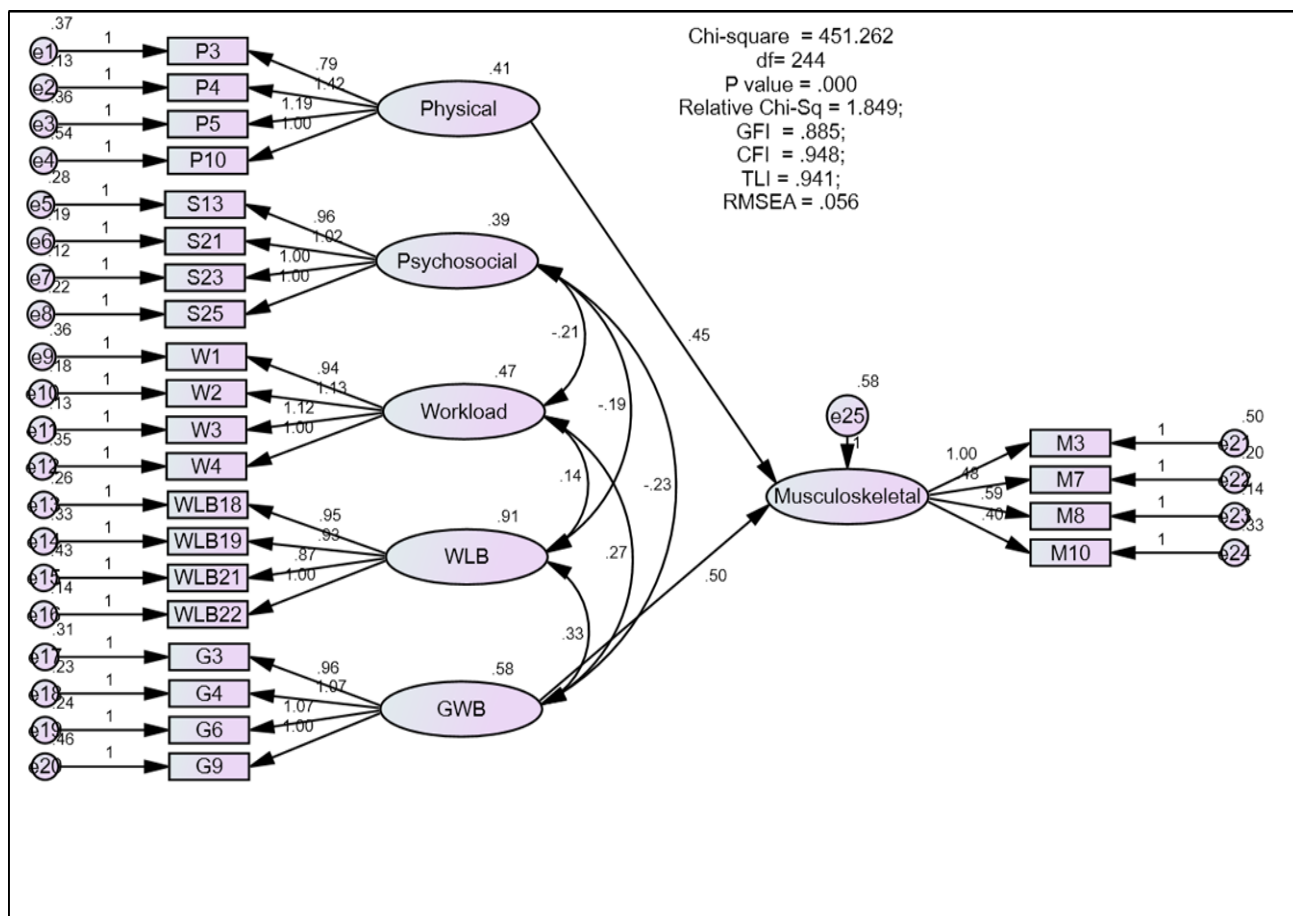 Chi-square = 451.262
df= 244
P value = .000
Relative Chi-Sq = 1.849;
GFI = .885;
CFI = .948;
TLI = .941;
RMSEA = .056
.37
e1 1 P3 .79
.13
e2 1 P4 1.42
.36
e3 1 P5 1.19
.54
e4 1 P10 1.00
.41
Physical
.28
e5 1 S13 .96
.19
e6 1 S21 1.02
.12
e7 1 S23 1.00
.22
e8 1 S25 1.00
.39
Psychosocial
.36
e9 1 W1 .94
.18
e10 1 W2 1.13
.13
e11 1 W3 1.12
.35
e12 1 W4 1.00
.47
Workload
.26
e13 1 WLB18 .95
.33
e14 1 WLB19 .93
.43
e15 1 WLB21 .87
.14
e16 1 WLB22 1.00
.91
WLB
.31
e17 1 G3 .96
.23
e18 1 G4 1.07
.24
e19 1 G6 1.07
.46
e20 1 G9 1.00
.58
GWB
-.21
-.19
-.23
.14
.27
.33
.45
.50
.58
e25
1
Musculoskeletal
.50
1.00 M3 1 e21
.20
.48 M7 1 e22
.14
.59 M8 1 e23
.33
.40 M10 1 e24